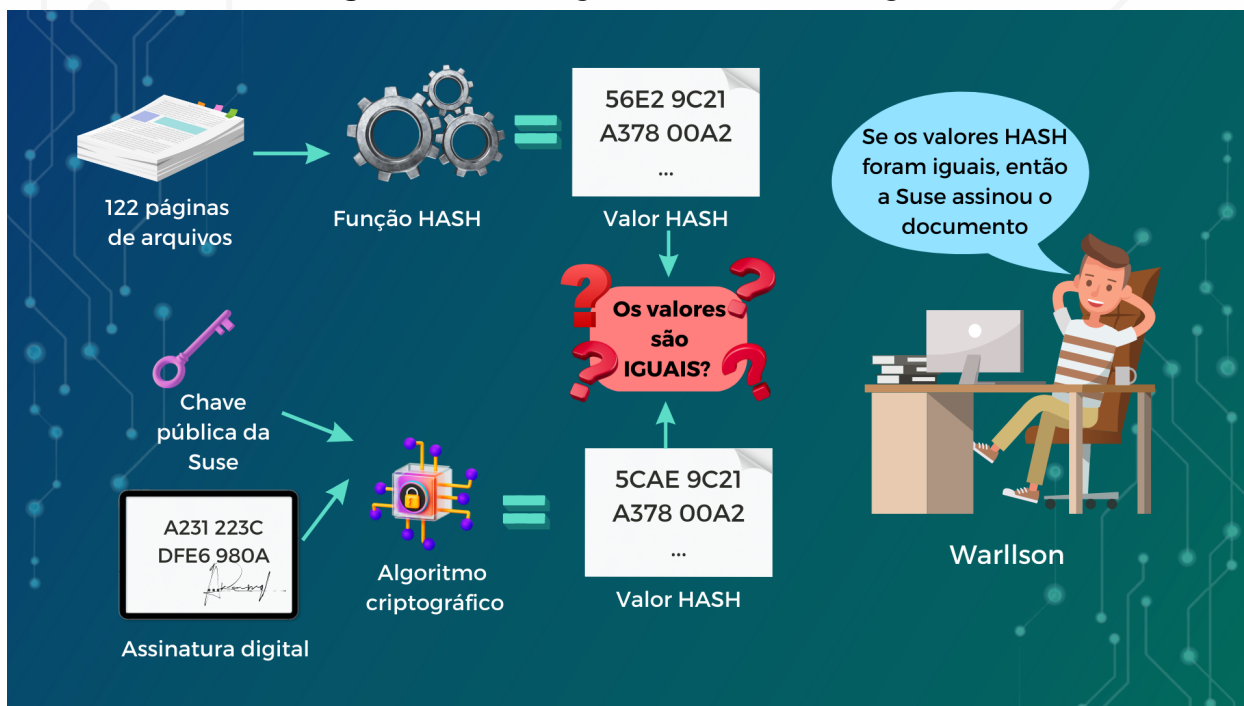 122 páginas
de arquivos
Função HASH
56E2 9C21
A378 00A2
...
Valor HASH
Se os valores HASH
foram iguais, então
a Suse assinou o
documento
Os valores
são
IGUAIS?
Chave
pública da
Suse
A231 223C
DFE6 980A
Assinatura digital
Algoritmo
criptográfico
5CAE 9C21
A378 00A2
...
Valor HASH
Warllson